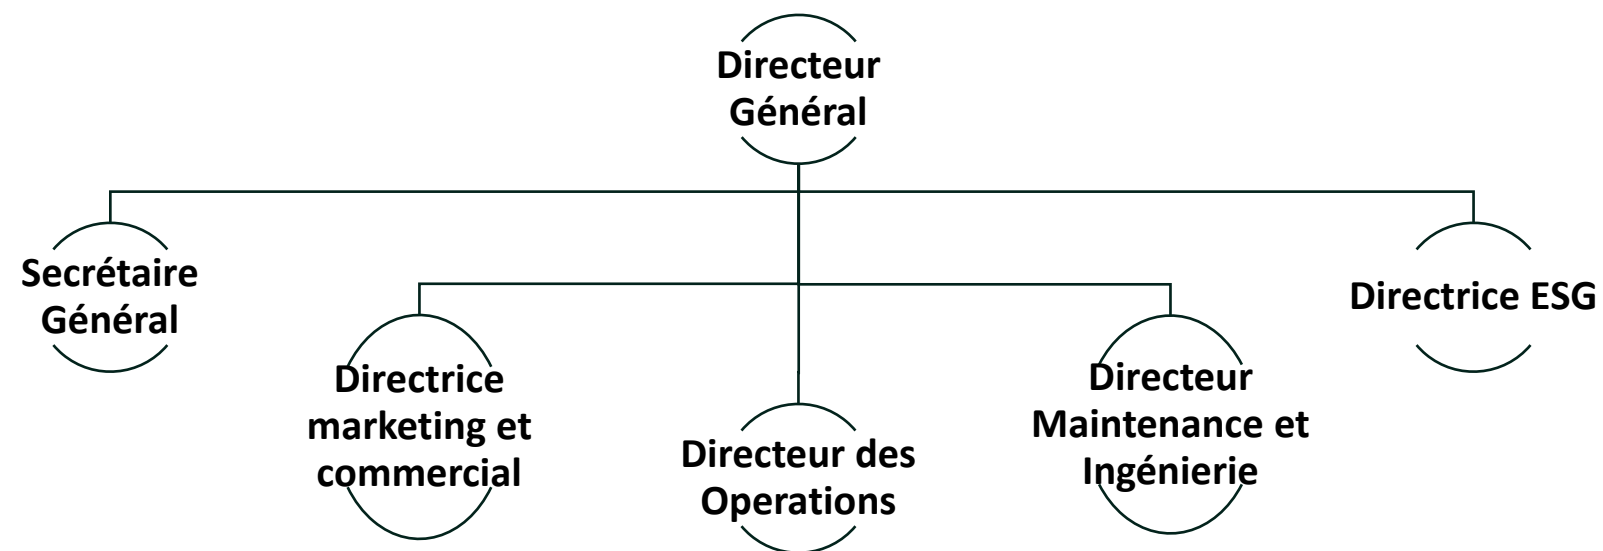 Directeur
Général
Secrétaire
Général
Directrice ESG
Directrice
marketing et
commercial
Directeur des
Operations
Directeur
Maintenance et
Ingénierie